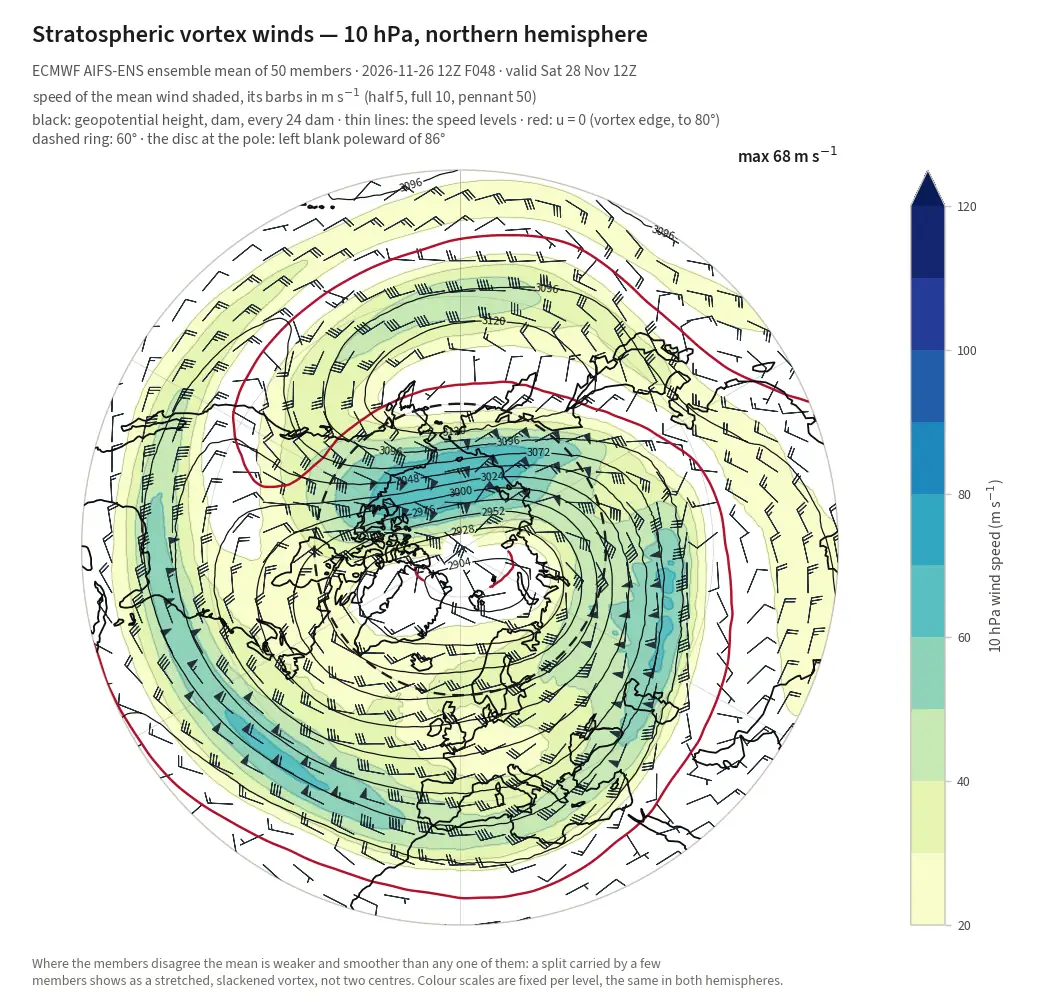 Stratospheric vortex winds — 10 hPa, northern hemisphere
ECMWF AIFS-ENS ensemble mean of 50 members · 2026-11-26 12Z F048 · valid Sat 28 Nov 12Z
speed of the mean wind shaded, its barbs in m s⁻¹ (half 5, full 10, pennant 50)
black: geopotential height, dam, every 24 dam · thin lines: the speed levels · red: u = 0 (vortex edge, to 80°)
dashed ring: 60° · the disc at the pole: left blank poleward of 86°
max 68 m s⁻¹
3096
3096
3096
3120
3096
3072
3024
3000
2952
2928
2904
120
100
80
60
40
20
10 hPa wind speed (m s⁻¹)
Where the members disagree the mean is weaker and smoother than any one of them: a split carried by a few
members shows as a stretched, slackened vortex, not two centres. Colour scales are fixed per level, the same in both hemispheres.